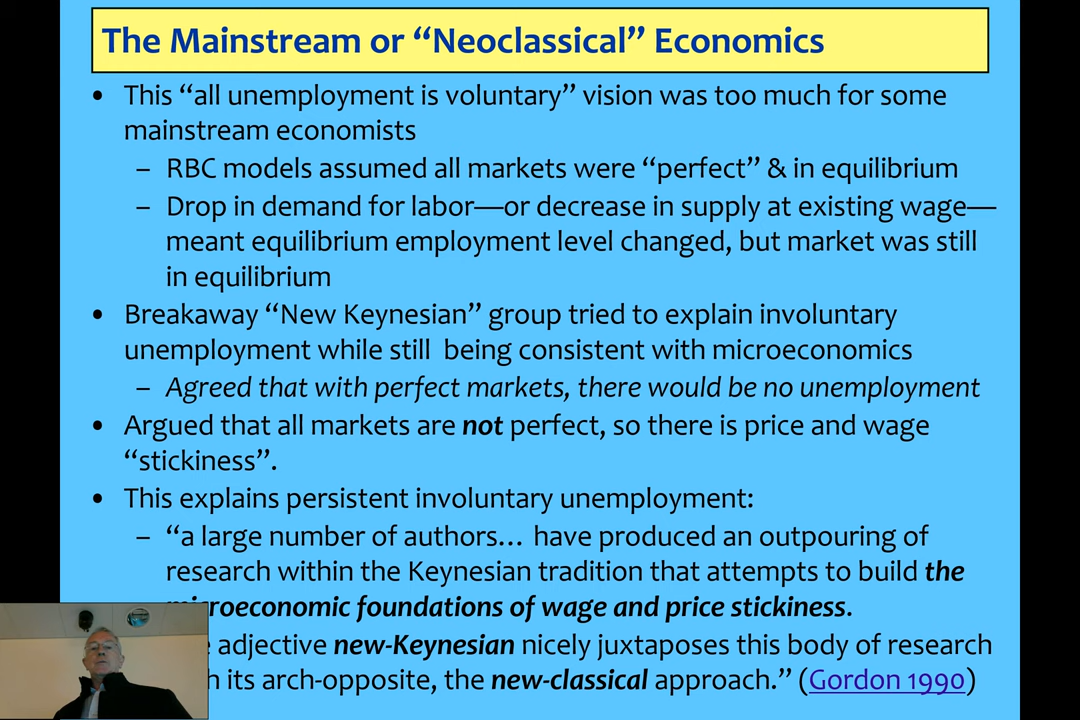 The Mainstream or “Neoclassical” Economics
• This “all unemployment is voluntary” vision was too much for some
mainstream economists
– RBC models assumed all markets were “perfect” & in equilibrium
– Drop in demand for labor—or decrease in supply at existing wage—
meant equilibrium employment level changed, but market was still
in equilibrium
• Breakaway “New Keynesian” group tried to explain involuntary
unemployment while still being consistent with microeconomics
– Agreed that with perfect markets, there would be no unemployment
• Argued that all markets are not perfect, so there is price and wage
“stickiness”.
• This explains persistent involuntary unemployment:
– “a large number of authors… have produced an outpouring of
research within the Keynesian tradition that attempts to build the
microeconomic foundations of wage and price stickiness.
adjective new-Keynesian nicely juxtaposes this body of research
its arch-opposite, the new-classical approach.” (Gordon 1990)